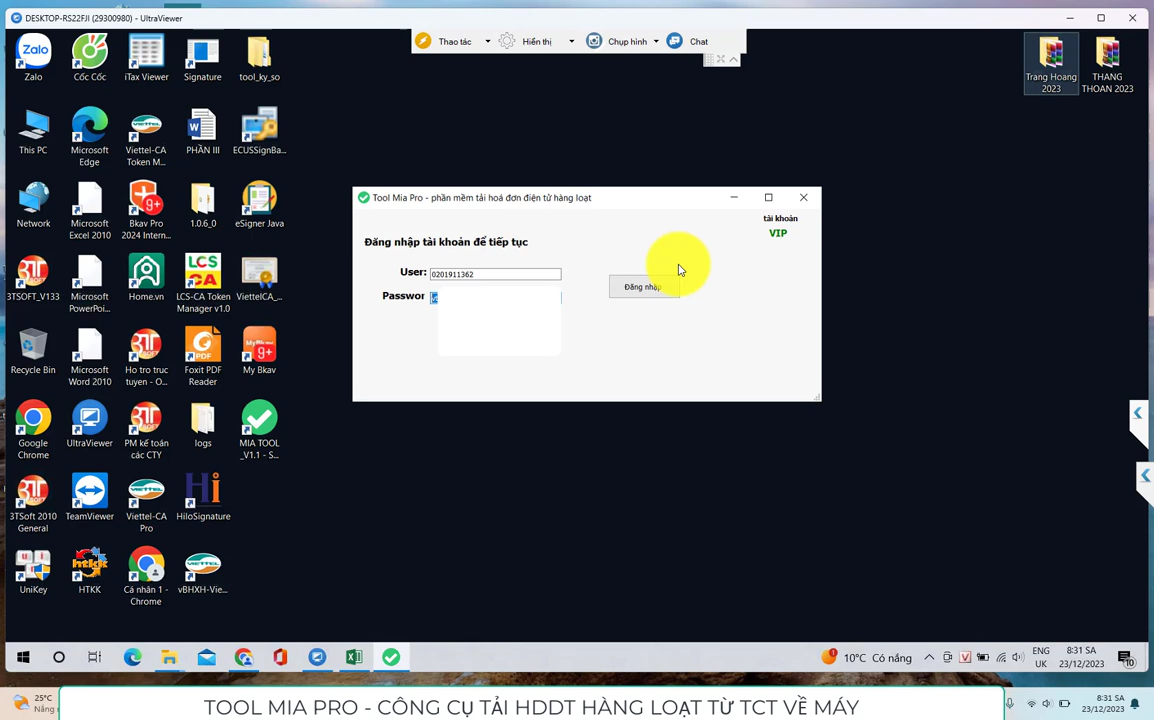 DESKTOP-RS22FJI (29300980) - UltraViewer
Thao tác
Hiển thị
Chụp hình
Chat
Zalo
Cốc Cốc
iTax Viewer
Signature
tool_ky_so
Trang Hoang 2023
THANG THOAN 2023
This PC
Microsoft Edge
Viettel-CA Token M...
PHẦN III
ECUSSignBa...
Network
Microsoft Excel 2010
Bkav Pro 2024 Intern...
1.0.6_0
eSigner Java
3TSOFT_V133
Microsoft PowerPoi...
Home.vn
LCS-CA Token Manager v1.0
ViettelCA_...
Recycle Bin
Microsoft Word 2010
Ho tro truc tuyen - O...
Foxit PDF Reader
My Bkav
Google Chrome
UltraViewer
PM kế toán các CTY
logs
MIA TOOL _V1.1 - S...
3TSoft 2010 General
TeamViewer
Viettel-CA Pro
HiloSignature
UniKey
HTKK
Cá nhân 1 - Chrome
vBHXH-Vie...
Tool Mia Pro - phần mềm tải hoá đơn điện tử hàng loạt
tài khoản
VIP
Đăng nhập tài khoản để tiếp tục
User: 0201911362
Passwor
Đăng nhập
10°C Có nắng
ENG
UK
8:31 SA
23/12/2023
10
25°C
Nắng
TOOL MIA PRO - CÔNG CỤ TẢI HDDT HÀNG LOẠT TỪ TCT VỀ MÁY
8:31 SA
23/12/2023